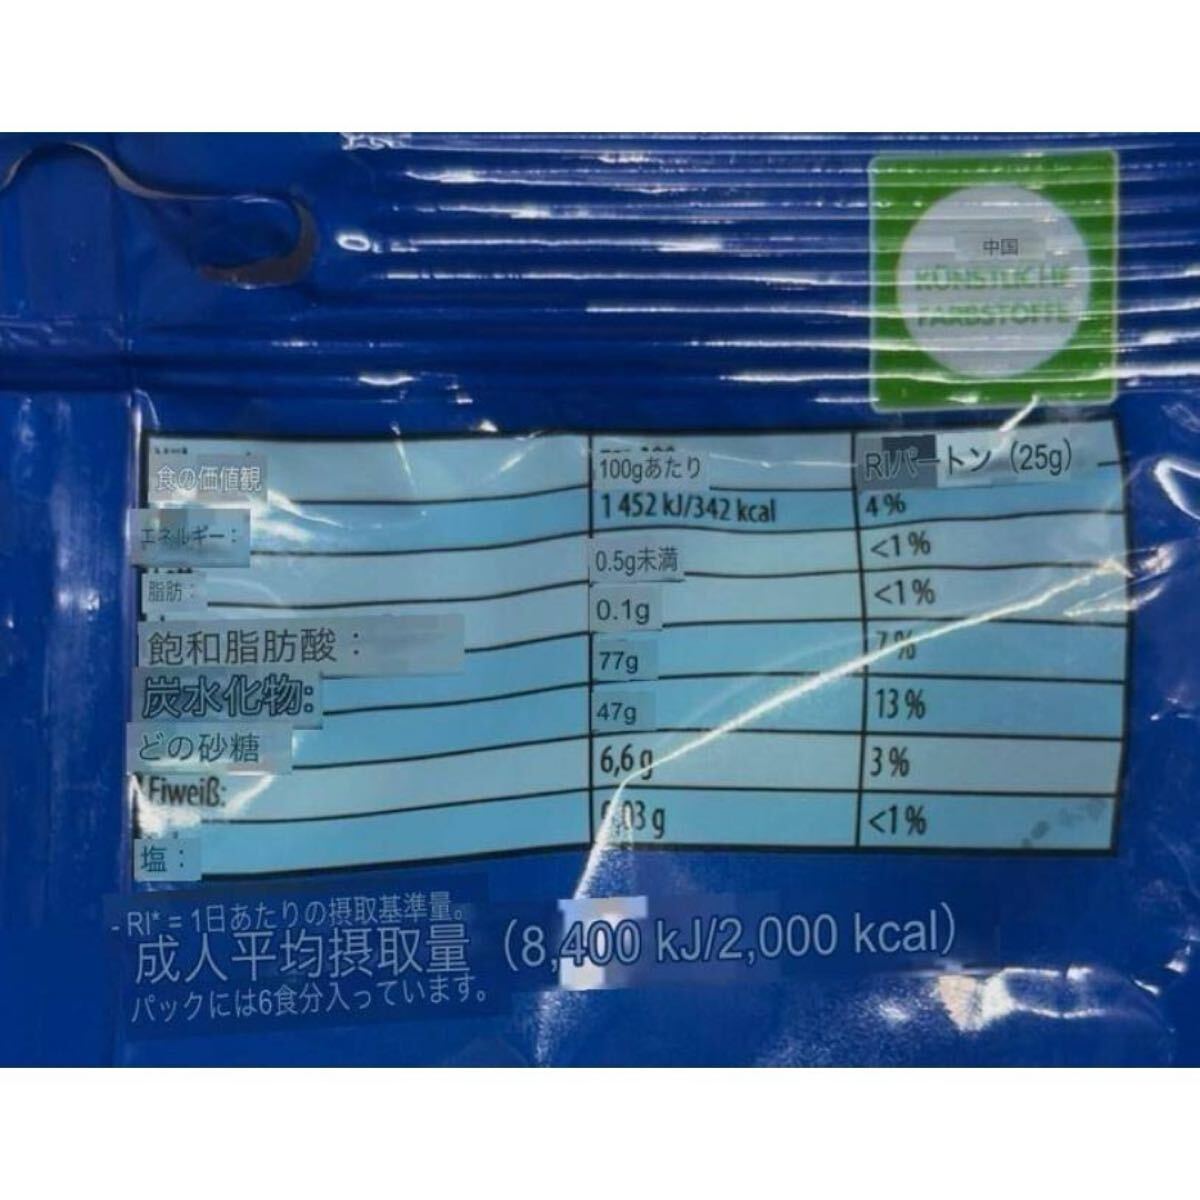 中国
KÜNSTLICHE
FARBSTOFFE
食の価値観 100gあたり RIパートン（25g）
エネルギー： 1 452 kJ/342 kcal 4 %
脂肪： 0.5g未満 <1 %
飽和脂肪酸： 0.1g <1 %
炭水化物: 77g 7 %
どの砂糖 47g 13 %
Eiweiß: 6,6 g 3 %
塩： 0,03 g <1 %
- RI* = 1日あたりの摂取基準量。
成人平均摂取量（8,400 kJ/2,000 kcal）
パックには6食分入っています。